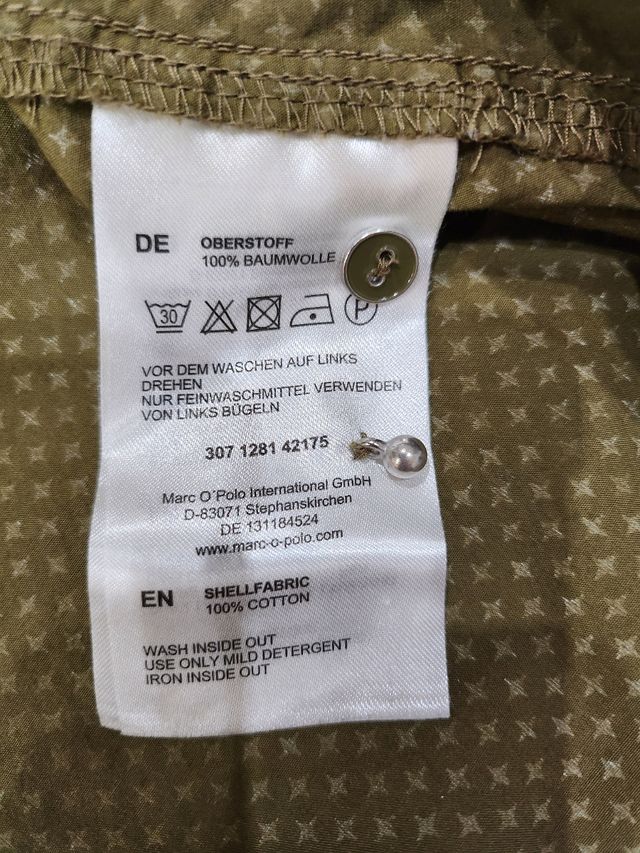 DE OBERSTOFF
100% BAUMWOLLE
30 P
VOR DEM WASCHEN AUF LINKS
DREHEN
NUR FEINWASCHMITTEL VERWENDEN
VON LINKS BÜGELN
307 1281 42175
Marc O´Polo International GmbH
D-83071 Stephanskirchen
DE 131184524
www.marc-o-polo.com
EN SHELLFABRIC
100% COTTON
WASH INSIDE OUT
USE ONLY MILD DETERGENT
IRON INSIDE OUT